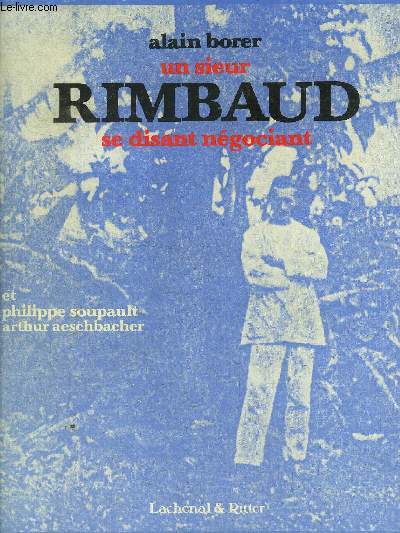 Le-livre.com
alain borer
un sieur
RIMBAUD
se disant négociant
et
philippe soupault
arthur aeschbacher
Lachenal & Ritter